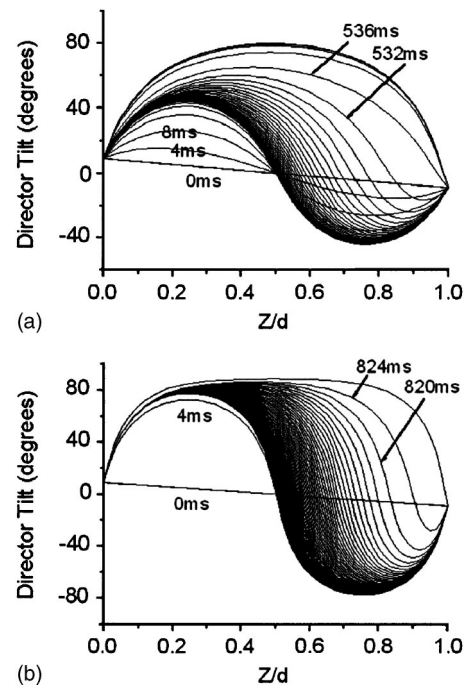 80
40
0
-40
Director Tilt (degrees)
536ms
532ms
8ms
4ms
0ms
0.0 0.2 0.4 0.6 0.8 1.0
Z/d
(a)
80
40
0
-40
-80
Director Tilt (degrees)
824ms
820ms
4ms
0ms
0.0 0.2 0.4 0.6 0.8 1.0
Z/d
(b)